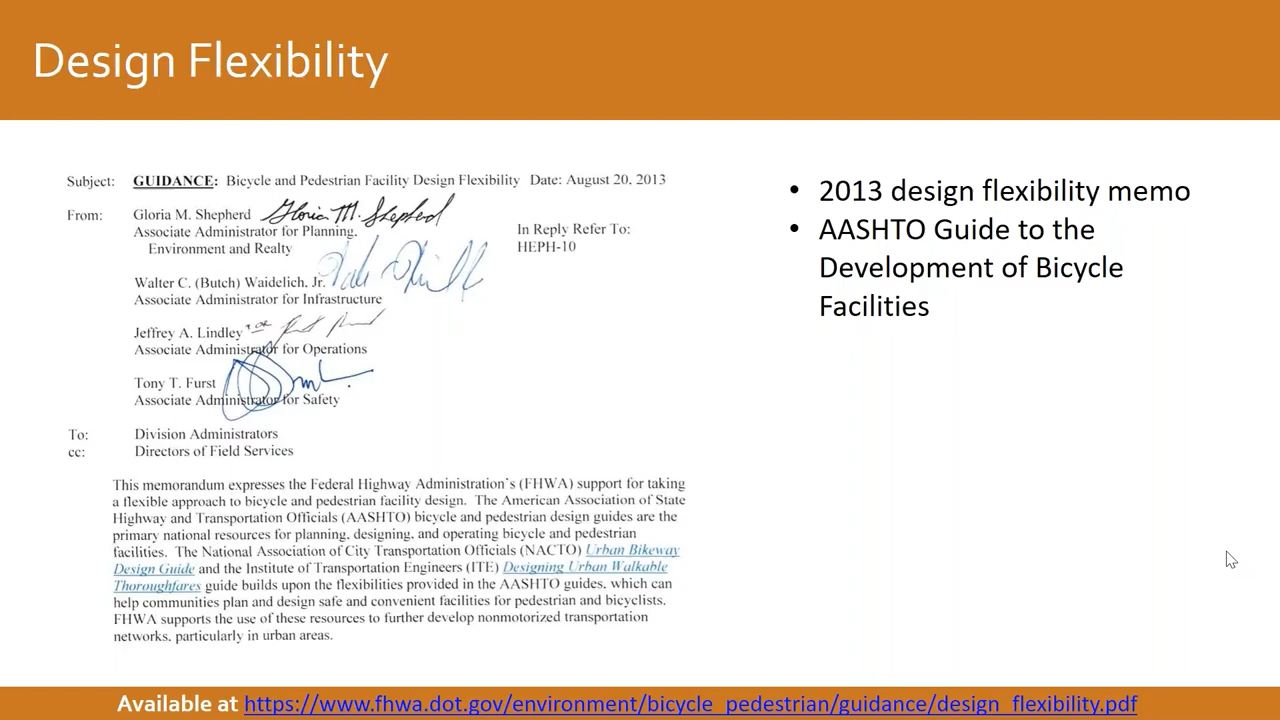 Design Flexibility
Subject: GUIDANCE: Bicycle and Pedestrian Facility Design Flexibility Date: August 20, 2013
From: Gloria M. Shepherd Gloria M. Shepherd
Associate Administrator for Planning,
Environment and Realty
In Reply Refer To:
HEPH-10
Walter C. (Butch) Waidelich, Jr.
Associate Administrator for Infrastructure
Jeffrey A. Lindley
Associate Administrator for Operations
Tony T. Furst
Associate Administrator for Safety
To: Division Administrators
cc: Directors of Field Services
This memorandum expresses the Federal Highway Administration's (FHWA) support for taking
a flexible approach to bicycle and pedestrian facility design. The American Association of State
Highway and Transportation Officials (AASHTO) bicycle and pedestrian design guides are the
primary national resources for planning, designing, and operating bicycle and pedestrian
facilities. The National Association of City Transportation Officials (NACTO) Urban Bikeway
Design Guide and the Institute of Transportation Engineers (ITE) Designing Urban Walkable
Thoroughfares guide builds upon the flexibilities provided in the AASHTO guides, which can
help communities plan and design safe and convenient facilities for pedestrian and bicyclists.
FHWA supports the use of these resources to further develop nonmotorized transportation
networks, particularly in urban areas.
• 2013 design flexibility memo
• AASHTO Guide to the
Development of Bicycle
Facilities
Available at https://www.fhwa.dot.gov/environment/bicycle_pedestrian/guidance/design_flexibility.pdf